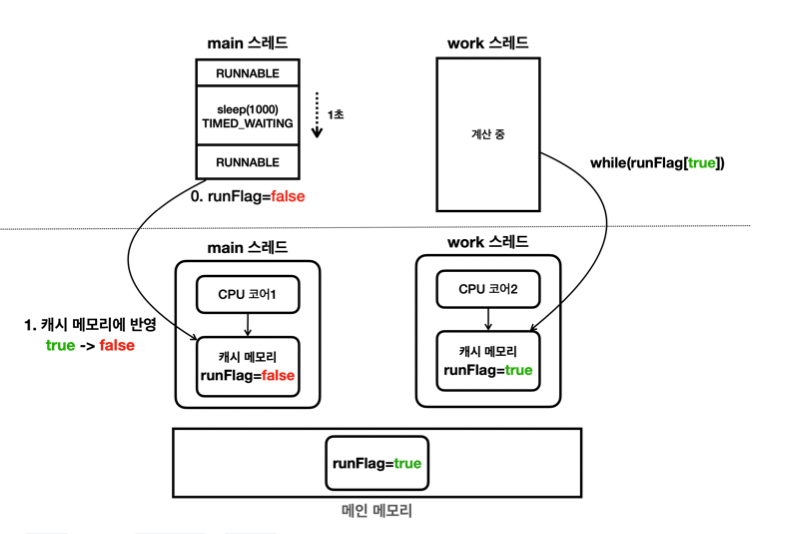 main 스레드
work 스레드
RUNNABLE
sleep(1000)
TIMED_WAITING
1초
계산 중
RUNNABLE
while(runFlag[true])
0. runFlag=false
main 스레드
work 스레드
CPU 코어1
CPU 코어2
1. 캐시 메모리에 반영
true -> false
캐시 메모리
runFlag=false
캐시 메모리
runFlag=true
runFlag=true
메인 메모리